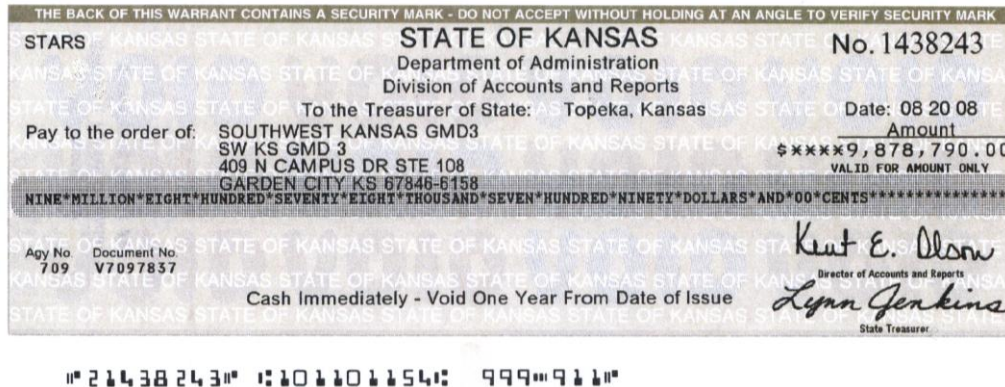 THE BACK OF THIS WARRANT CONTAINS A SECURITY MARK - DO NOT ACCEPT WITHOUT HOLDING AT AN ANGLE TO VERIFY SECURITY MARK
STARS
STATE OF KANSAS
No. 1438243
Department of Administration
Division of Accounts and Reports
To the Treasurer of State: Topeka, Kansas
Date: 08 20 08
Pay to the order of:
SOUTHWEST KANSAS GMD3
SW KS GMD 3
409 N CAMPUS DR STE 108
GARDEN CITY KS 67846-6158
Amount
$****9,878,790.00
VALID FOR AMOUNT ONLY
NINE*MILLION*EIGHT*HUNDRED*SEVENTY*EIGHT*THOUSAND*SEVEN*HUNDRED*NINETY*DOLLARS*AND*00*CENTS***************
Agy No. Document No.
709 V7097837
Kent E. Olson
Director of Accounts and Reports
Cash Immediately - Void One Year From Date of Issue
Lynn Jenkins
State Treasurer
⑈21438243⑈ ⑆101101154⑆ 999⑉911⑈